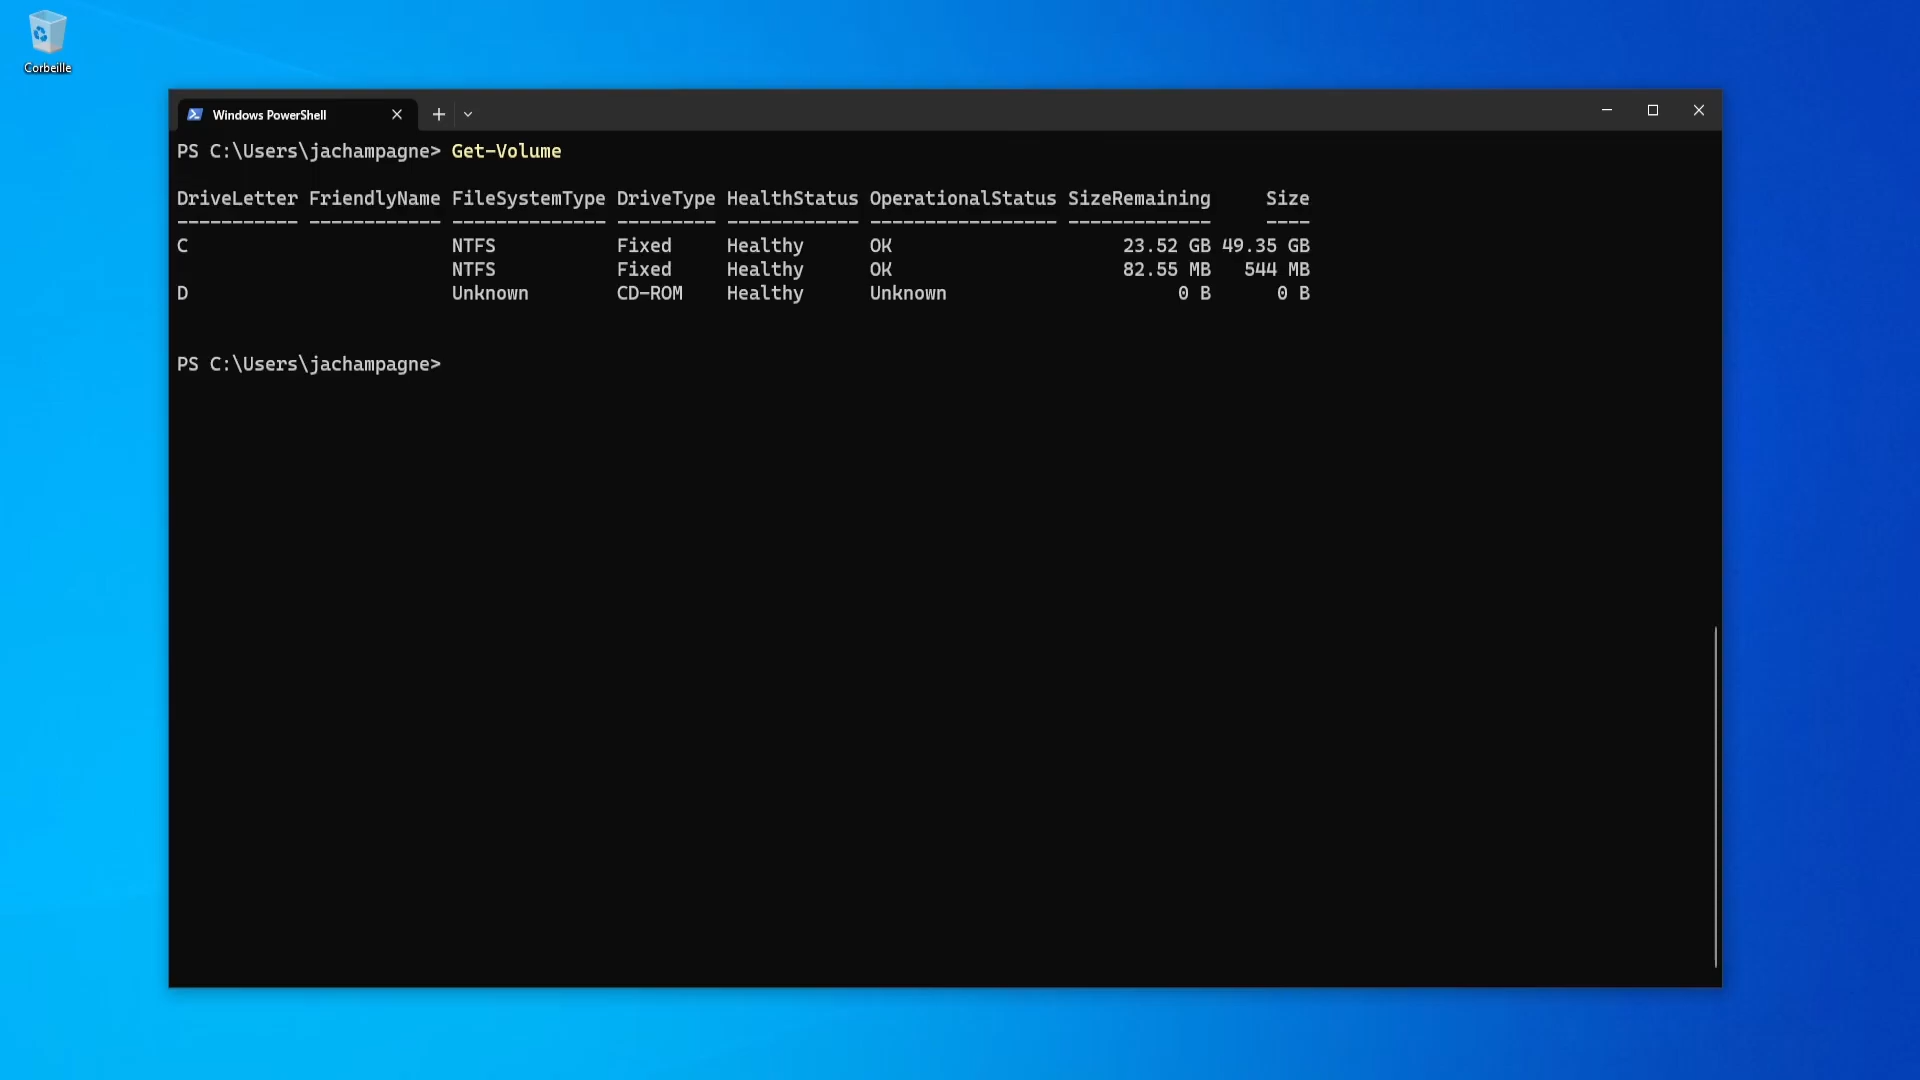 Corbeille
Windows PowerShell
PS C:\Users\jachampagne> Get-Volume
DriveLetter FriendlyName FileSystemType DriveType HealthStatus OperationalStatus SizeRemaining     Size
----------- ------------ -------------- --------- ------------ ----------------- -------------     ----
C                        NTFS           Fixed     Healthy      OK                     23.52 GB 49.35 GB
                         NTFS           Fixed     Healthy      OK                     82.55 MB   544 MB
D                        Unknown        CD-ROM    Healthy      Unknown                     0 B      0 B
PS C:\Users\jachampagne>